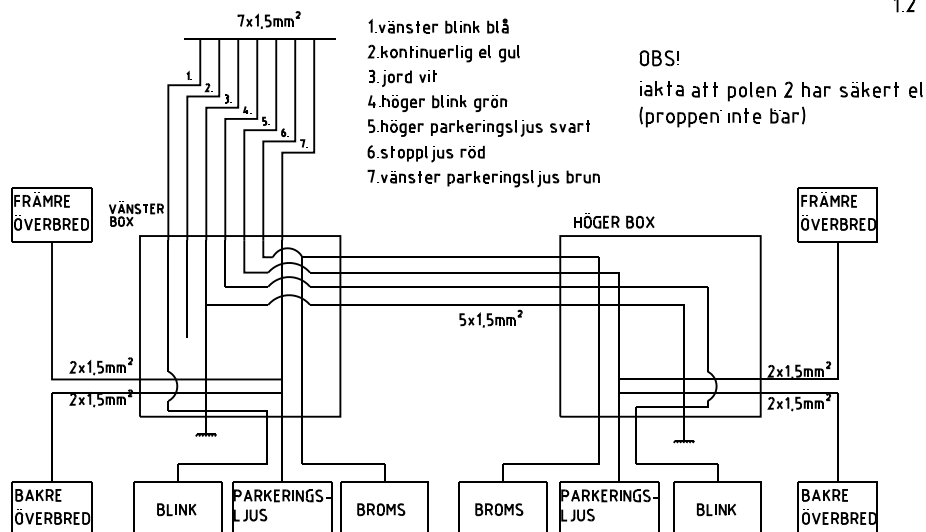 1.2
7x1,5mm²
1.vänster blink blå
2.kontinuerlig el gul
3.jord vit
4.höger blink grön
5.höger parkeringsljus svart
6.stoppljus röd
7.vänster parkeringsljus brun
OBS!
iakta att polen 2 har säkert el
(proppen inte bar)
1.
2.
3.
4.
5.
6.
7.
FRÄMRE
ÖVERBRED
VÄNSTER
BOX
HÖGER BOX
FRÄMRE
ÖVERBRED
5x1,5mm²
2x1,5mm²
2x1,5mm²
2x1,5mm²
2x1,5mm²
BAKRE
ÖVERBRED
BLINK
PARKERINGS-
LJUS
BROMS
BROMS
PARKERINGS-
LJUS
BLINK
BAKRE
ÖVERBRED